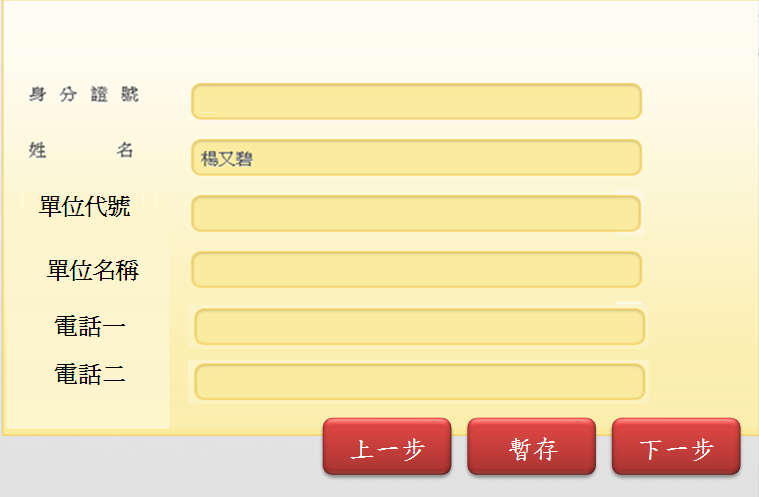 身分證號
姓名
楊又碧
單位代號
單位名稱
電話一
電話二
上一步 暫存 下一步